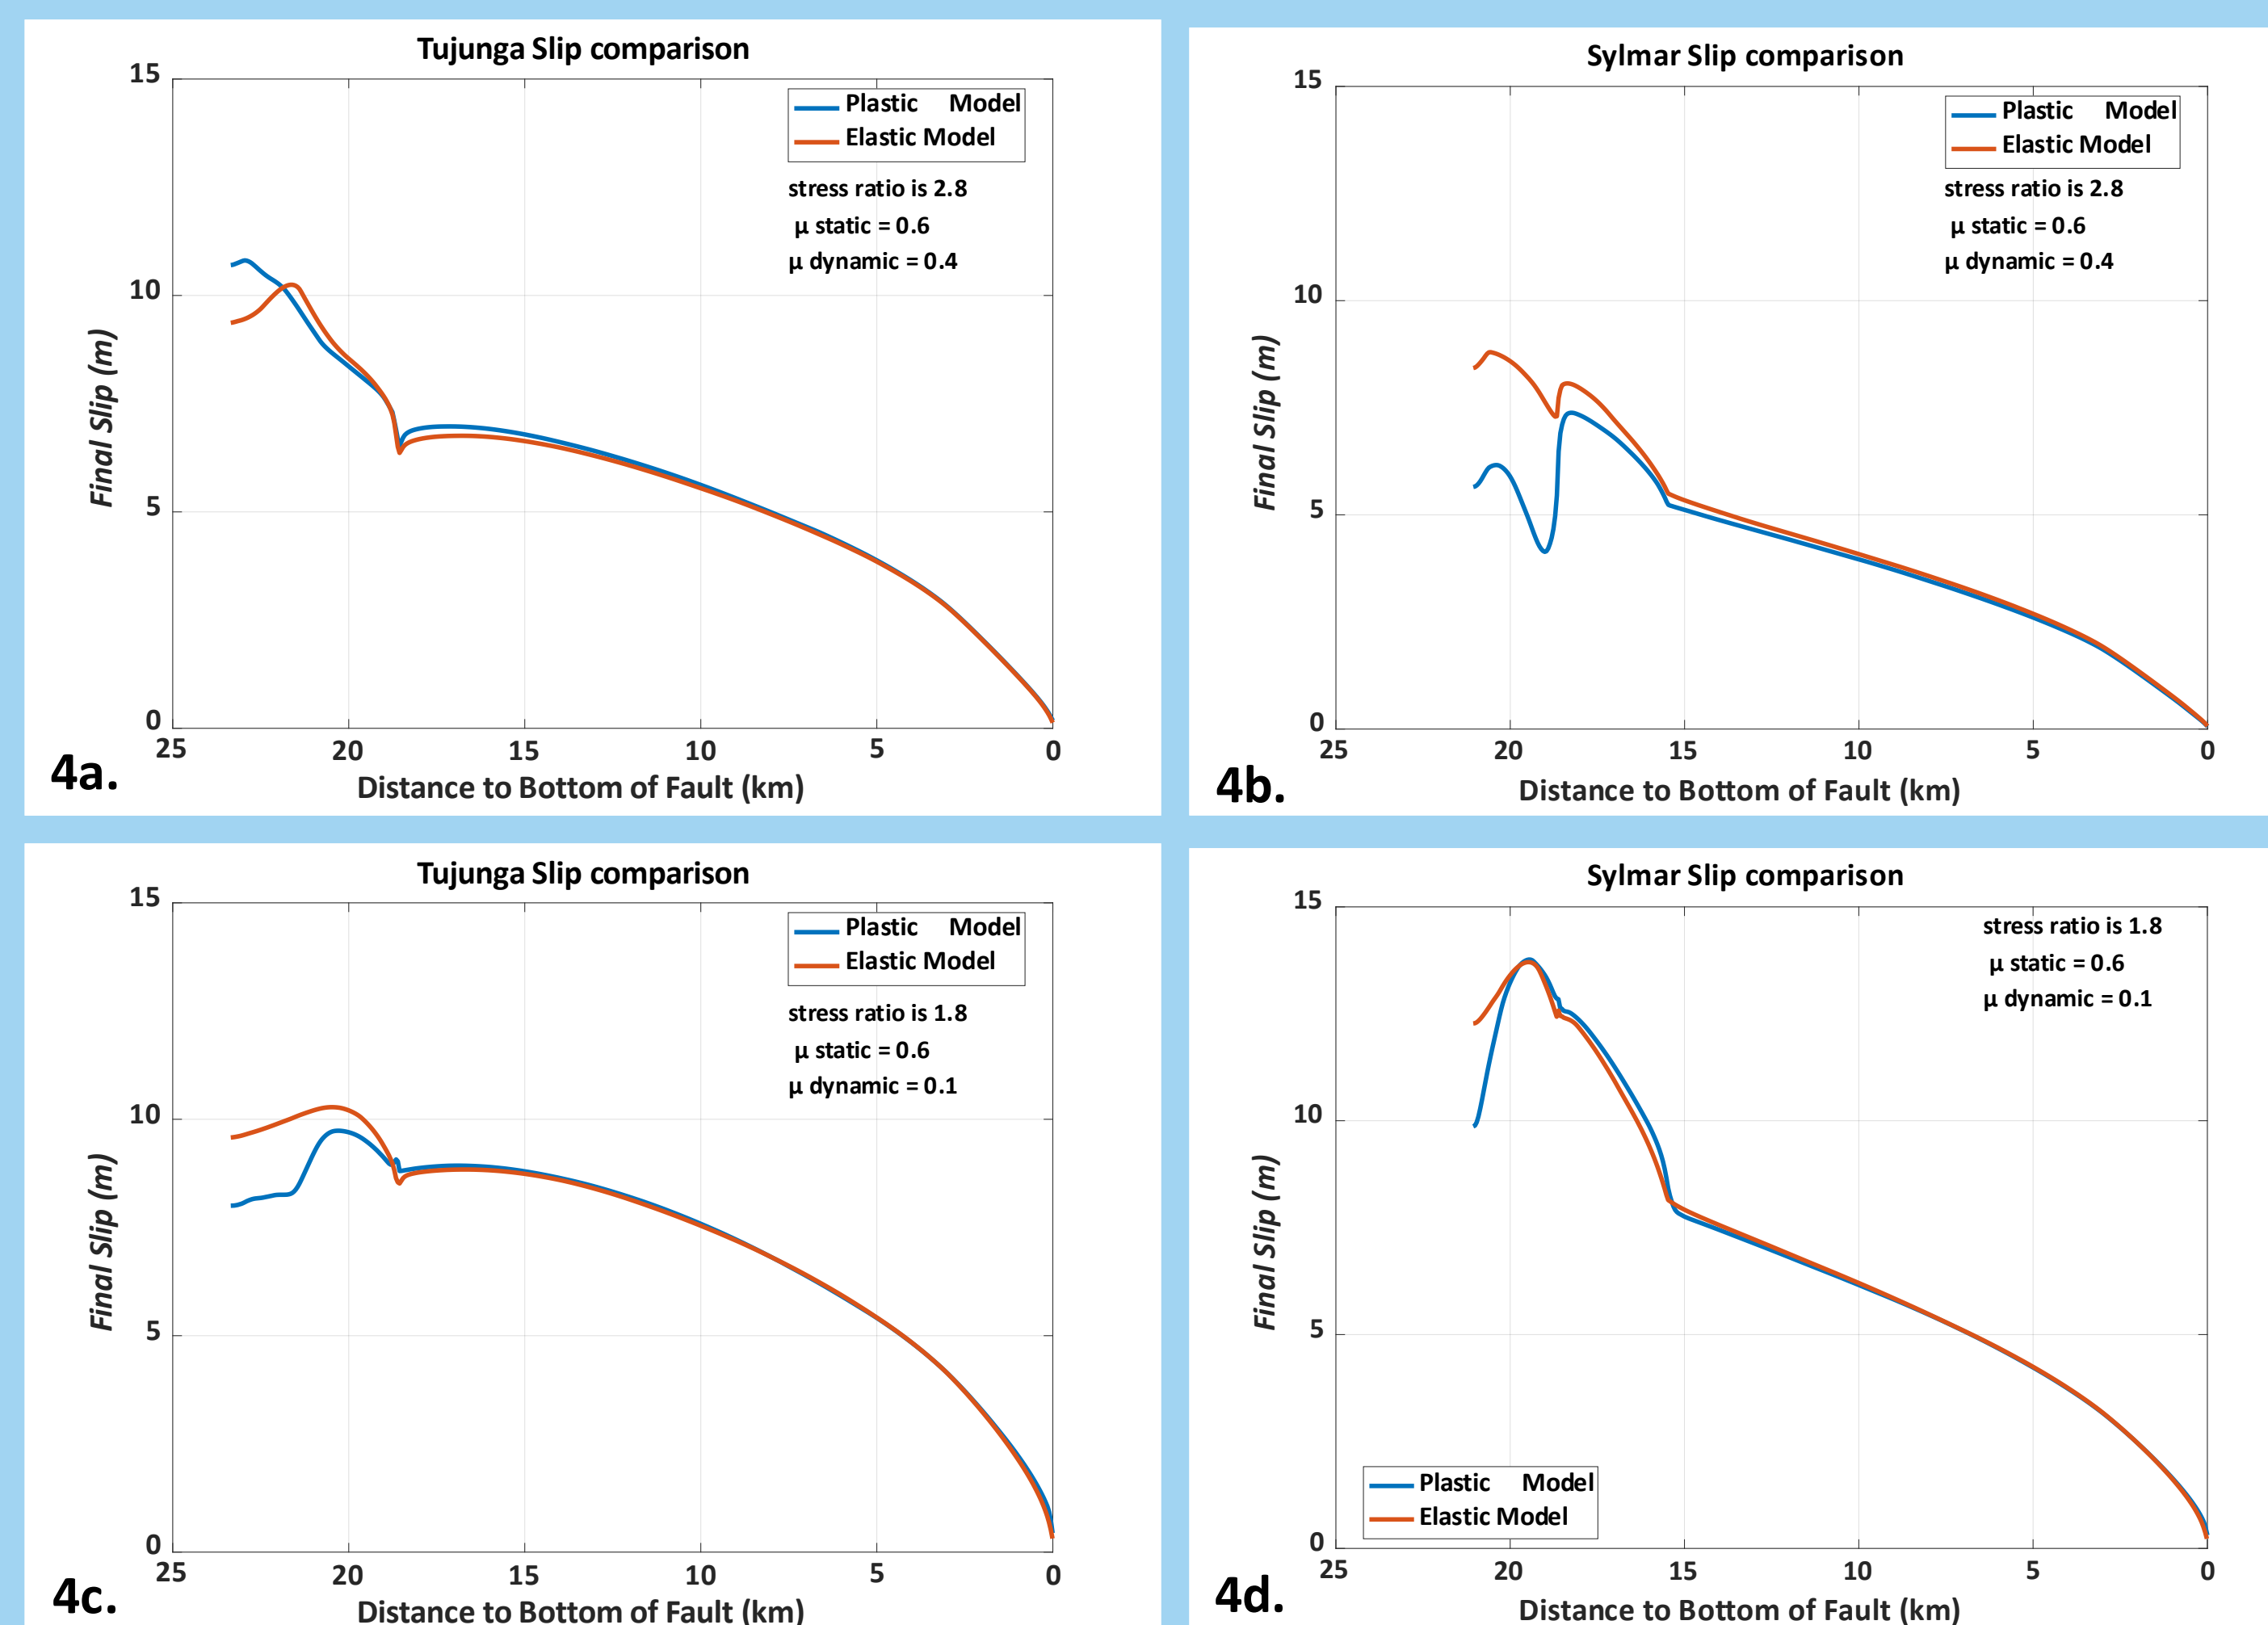 Tujunga Slip comparison
15
10
5
0
25
20
15
10
5
0
Final Slip (m)
Distance to Bottom of Fault (km)
Plastic Model
Elastic Model
stress ratio is 2.8
µ static = 0.6
µ dynamic = 0.4
4a.
Sylmar Slip comparison
15
10
5
0
25
20
15
10
5
0
Final Slip (m)
Distance to Bottom of Fault (km)
Plastic Model
Elastic Model
stress ratio is 2.8
µ static = 0.6
µ dynamic = 0.4
4b.
Tujunga Slip comparison
15
10
5
0
25
20
15
10
5
0
Final Slip (m)
Distance to Bottom of Fault (km)
Plastic Model
Elastic Model
stress ratio is 1.8
µ static = 0.6
µ dynamic = 0.1
4c.
Sylmar Slip comparison
15
10
5
0
25
20
15
10
5
0
Final Slip (m)
Distance to Bottom of Fault (km)
stress ratio is 1.8
µ static = 0.6
µ dynamic = 0.1
Plastic Model
Elastic Model
4d.